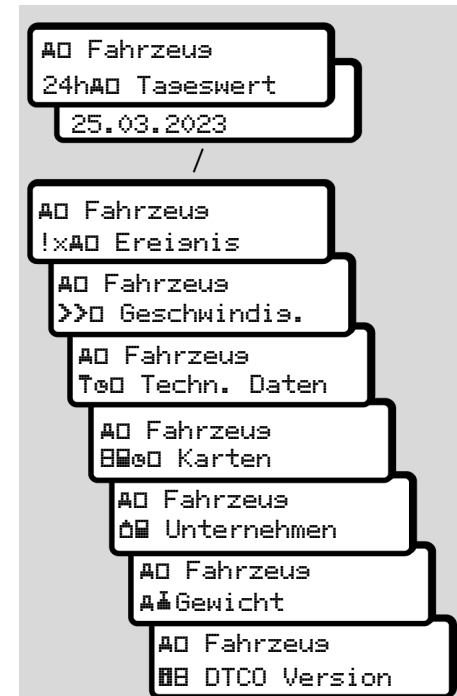 Fahrzeug
24h Tageswert
25.03.2023
/
Fahrzeug
!x Ereignis
Fahrzeug
>> Geschwindig.
Fahrzeug
T Techn. Daten
Fahrzeug
Karten
Fahrzeug
Unternehmen
Fahrzeug
Gewicht
Fahrzeug
DTCO Version